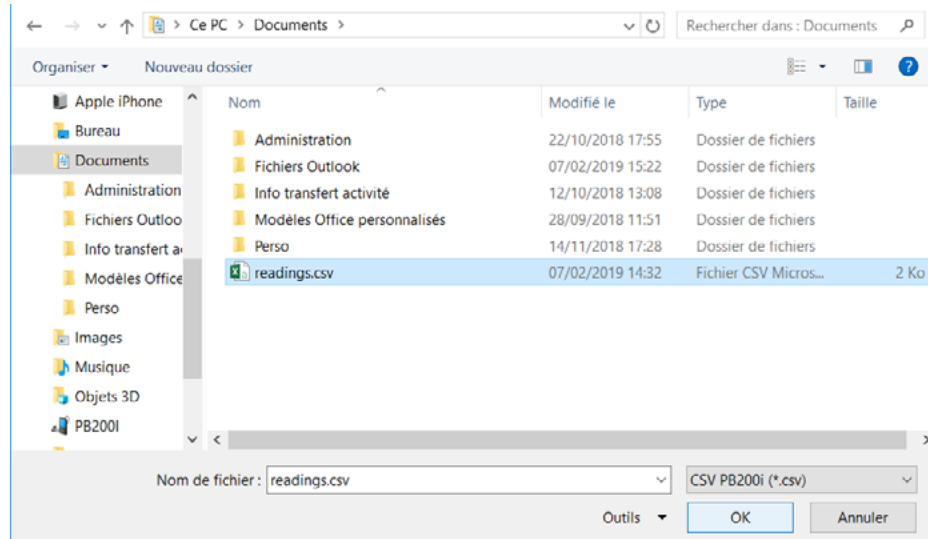 Ce PC > Documents >
Rechercher dans : Documents
Organiser
Nouveau dossier
Apple iPhone
Bureau
Documents
Administration
Fichiers Outloo
Info transfert a
Modèles Office
Perso
Images
Musique
Objets 3D
PB200I
Nom Modifié le Type Taille
Administration 22/10/2018 17:55 Dossier de fichiers
Fichiers Outlook 07/02/2019 15:22 Dossier de fichiers
Info transfert activité 12/10/2018 13:08 Dossier de fichiers
Modèles Office personnalisés 28/09/2018 11:51 Dossier de fichiers
Perso 14/11/2018 17:28 Dossier de fichiers
readings.csv 07/02/2019 14:32 Fichier CSV Micros... 2 Ko
Nom de fichier : readings.csv
CSV PB200i (*.csv)
Outils
OK
Annuler